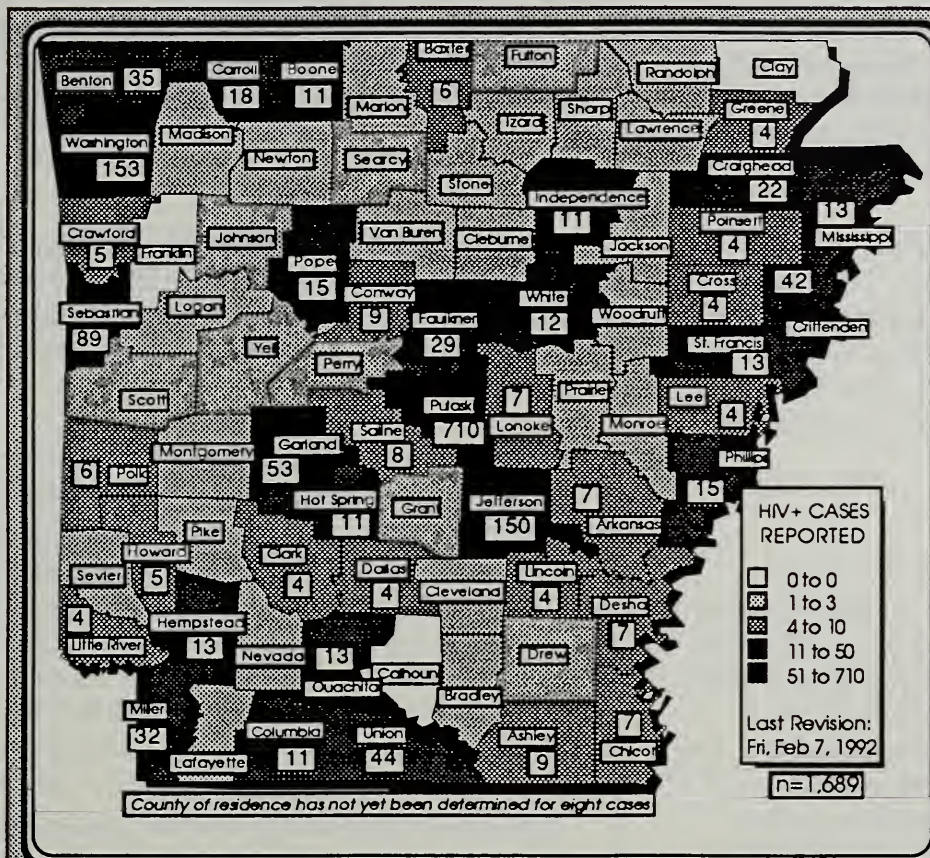 Baxter
Fulton
Benton 35
Carroll
18
Boone
11
Marion
6
Randolph
Clay
Izard
Sharp
Greene
4
Lawrence
Washington
153
Madison
Newton
Searcy
Stone
Craighead
22
Independence
11
13
Mississippi
Crawford
5
Franklin
Johnson
Van Buren
Cleburne
Jackson
Poinsett
4
Pope
15
Conway
9
White
12
Cross
4
42
Crittenden
Sebastian
89
Logan
Faulkner
29
Woodruff
St. Francis
13
Yel
Perry
Scott
Pulask
710
7
Lonoke
Prairie
Monroe
Lee
4
Montgomery
Garland
53
Saline
8
Phillips
15
6
Polk
Hot Spring
11
Grant
Jefferson
150
7
Arkansas
Pike
Howard
5
Clark
4
Dallas
4
Cleveland
Lincoln
4
Sevier
4
Little River
Desha
7
Hempstead
13
Nevada
13
Ouachita
Calhoun
Drew
Bradley
Miller
32
Lafayette
Columbia
11
Union
44
Ashley
9
7
Chicot
HIV+ CASES
REPORTED
0 to 0
1 to 3
4 to 10
11 to 50
51 to 710
Last Revision:
Fri, Feb 7, 1992
n=1,689
County of residence has not yet been determined for eight cases